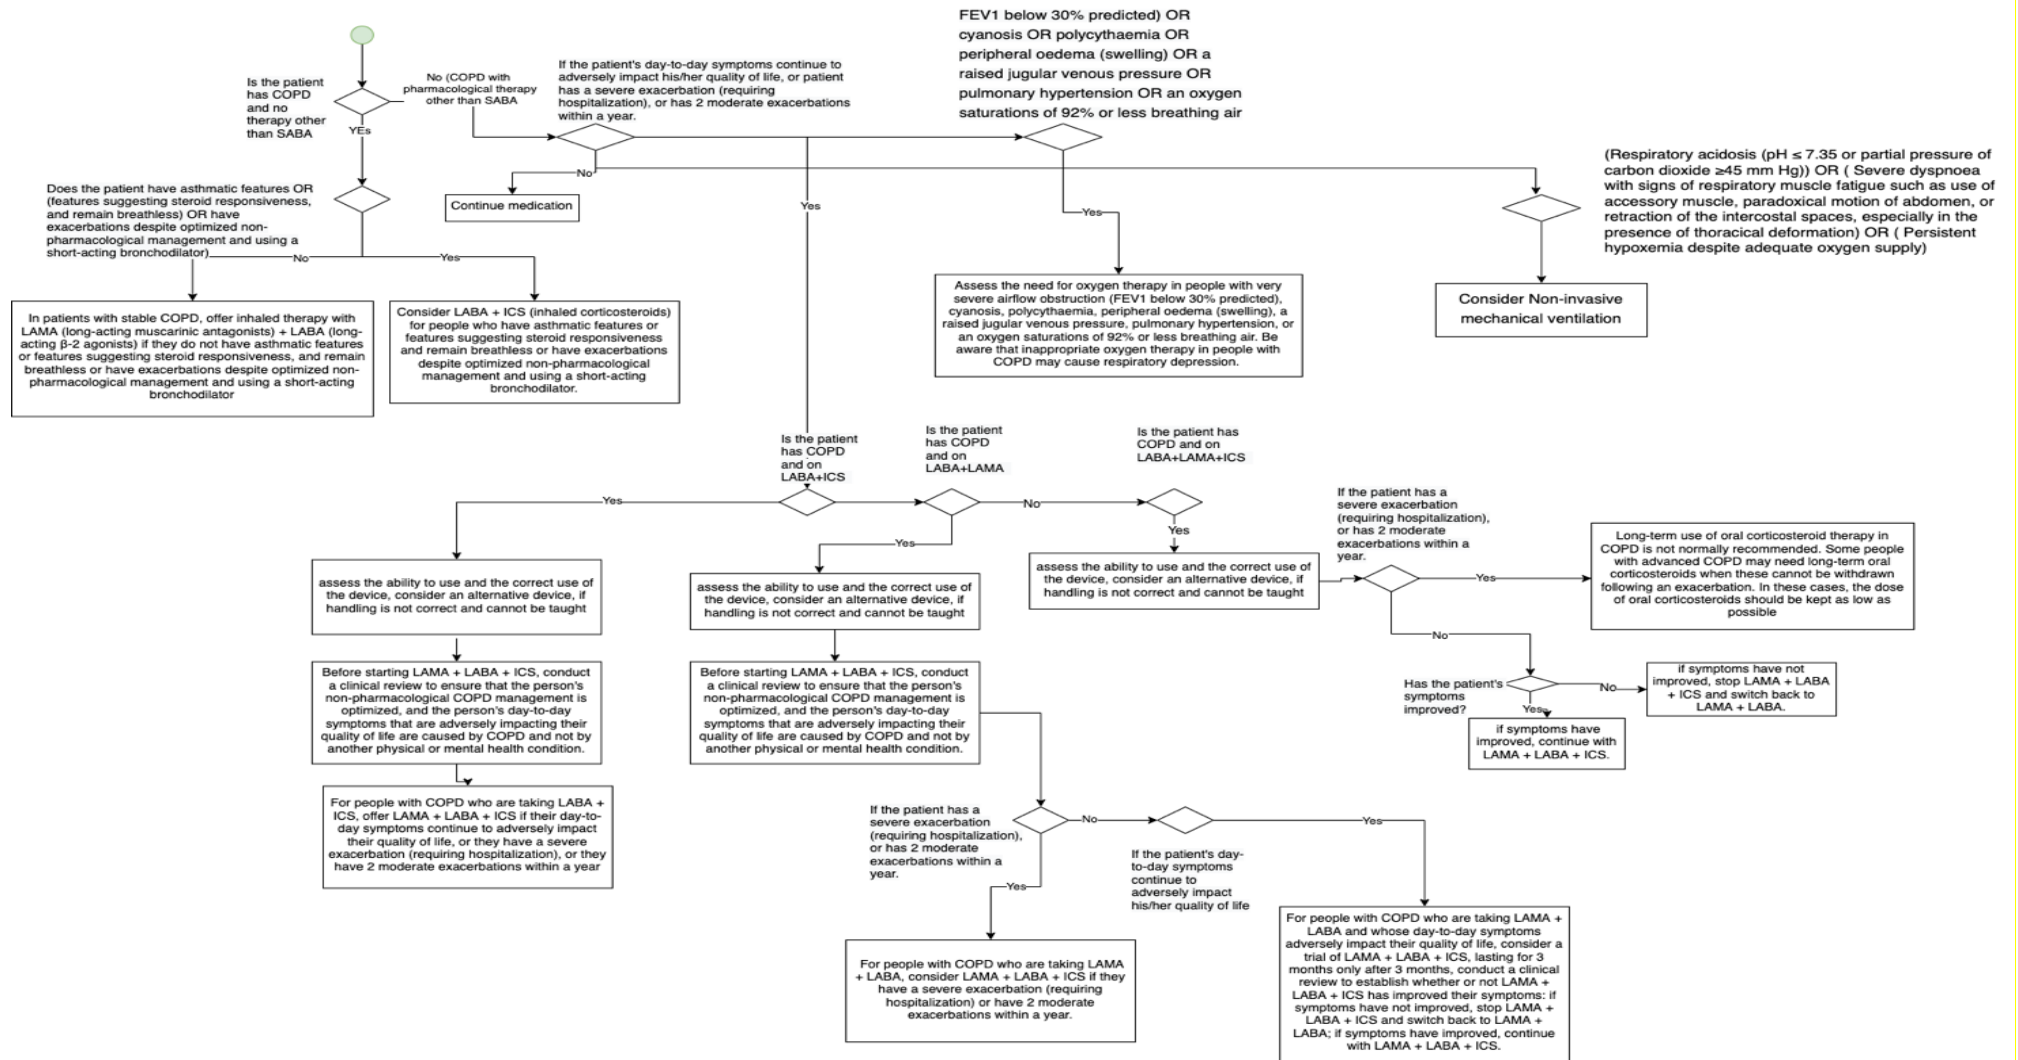 FEV1 below 30% predicted) OR
cyanosis OR polycythaemia OR
peripheral oedema (swelling) OR a
raised jugular venous pressure OR
pulmonary hypertension OR an oxygen
saturations of 92% or less breathing air
Is the patient
has COPD
and no
therapy other
than SABA
No (COPD with
pharmacological therapy
other than SABA
If the patient's day-to-day symptoms continue to
adversely impact his/her quality of life, or patient
has a severe exacerbation (requiring
hospitalization), or has 2 moderate exacerbations
within a year.
YEs
No
Continue medication
Yes
Yes
(Respiratory acidosis (pH ≤ 7.35 or partial pressure of
carbon dioxide ≥45 mm Hg)) OR ( Severe dyspnoea
with signs of respiratory muscle fatigue such as use of
accessory muscle, paradoxical motion of abdomen, or
retraction of the intercostal spaces, especially in the
presence of thoracical deformation) OR ( Persistent
hypoxemia despite adequate oxygen supply)
Does the patient have asthmatic features OR
(features suggesting steroid responsiveness,
and remain breathless) OR have
exacerbations despite optimized non-
pharmacological management and using a
short-acting bronchodilator)
No
Yes
In patients with stable COPD, offer inhaled therapy with
LAMA (long-acting muscarinic antagonists) + LABA (long-
acting β-2 agonists) if they do not have asthmatic features
or features suggesting steroid responsiveness, and remain
breathless or have exacerbations despite optimized non-
pharmacological management and using a short-acting
bronchodilator
Consider LABA + ICS (inhaled corticosteroids)
for people who have asthmatic features or
features suggesting steroid responsiveness
and remain breathless or have exacerbations
despite optimized non-pharmacological
management and using a short-acting
bronchodilator.
Assess the need for oxygen therapy in people with very
severe airflow obstruction (FEV1 below 30% predicted),
cyanosis, polycythaemia, peripheral oedema (swelling), a
raised jugular venous pressure, pulmonary hypertension, or
an oxygen saturations of 92% or less breathing air. Be
aware that inappropriate oxygen therapy in people with
COPD may cause respiratory depression.
Consider Non-invasive
mechanical ventilation
Is the patient
has COPD
and on
LABA+ICS
Is the patient
has COPD
and on
LABA+LAMA
Is the patient has
COPD and on
LABA+LAMA+ICS
Yes
No
Yes
Yes
If the patient has a
severe exacerbation
(requiring hospitalization),
or has 2 moderate
exacerbations within a
year.
Yes
Long-term use of oral corticosteroid therapy in
COPD is not normally recommended. Some people
with advanced COPD may need long-term oral
corticosteroids when these cannot be withdrawn
following an exacerbation. In these cases, the dose
of oral corticosteroids should be kept as low as
possible
assess the ability to use and the correct use of
the device, consider an alternative device, if
handling is not correct and cannot be taught
assess the ability to use and the correct use of
the device, consider an alternative device, if
handling is not correct and cannot be taught
assess the ability to use and the correct use of
the device, consider an alternative device, if
handling is not correct and cannot be taught
No
Has the patient's
symptoms
improved?
No
Yes
if symptoms have not
improved, stop LAMA + LABA
+ ICS and switch back to
LAMA + LABA.
if symptoms have
improved, continue with
LAMA + LABA + ICS.
Before starting LAMA + LABA + ICS, conduct
a clinical review to ensure that the person's
non-pharmacological COPD management is
optimized, and the person's day-to-day
symptoms that are adversely impacting their
quality of life are caused by COPD and not by
another physical or mental health condition.
Before starting LAMA + LABA + ICS, conduct
a clinical review to ensure that the person's
non-pharmacological COPD management is
optimized, and the person's day-to-day
symptoms that are adversely impacting their
quality of life are caused by COPD and not by
another physical or mental health condition.
For people with COPD who are taking LABA +
ICS, offer LAMA + LABA + ICS if their day-to-
day symptoms continue to adversely impact
their quality of life, or they have a severe
exacerbation (requiring hospitalization), or they
have 2 moderate exacerbations within a year
If the patient has a
severe exacerbation
(requiring hospitalization),
or has 2 moderate
exacerbations within a
year.
No
Yes
If the patient's day-
to-day symptoms
continue to
adversely impact
his/her quality of life
Yes
For people with COPD who are taking LAMA
+ LABA, consider LAMA + LABA + ICS if they
have a severe exacerbation (requiring
hospitalization) or have 2 moderate
exacerbations within a year.
For people with COPD who are taking LAMA +
LABA and whose day-to-day symptoms
adversely impact their quality of life, consider a
trial of LAMA + LABA + ICS, lasting for 3
months only after 3 months, conduct a clinical
review to establish whether or not LAMA +
LABA + ICS has improved their symptoms: if
symptoms have not improved, stop LAMA +
LABA + ICS and switch back to LAMA +
LABA; if symptoms have improved, continue
with LAMA + LABA + ICS.